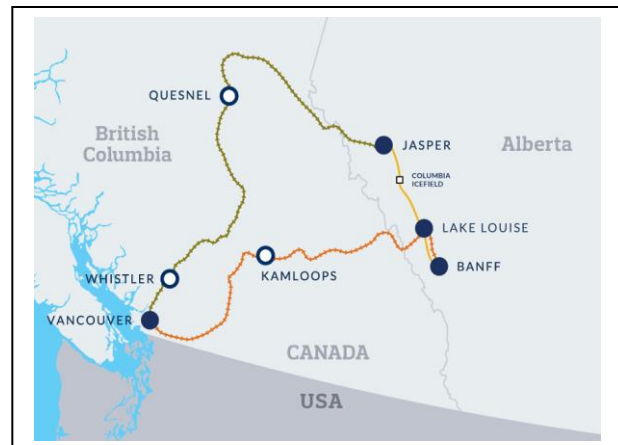 QUESNEL
British
Columbia
JASPER
Alberta
COLUMBIA
ICEFIELD
LAKE LOUISE
KAMLOOPS
BANFF
WHISTLER
VANCOUVER
CANADA
USA